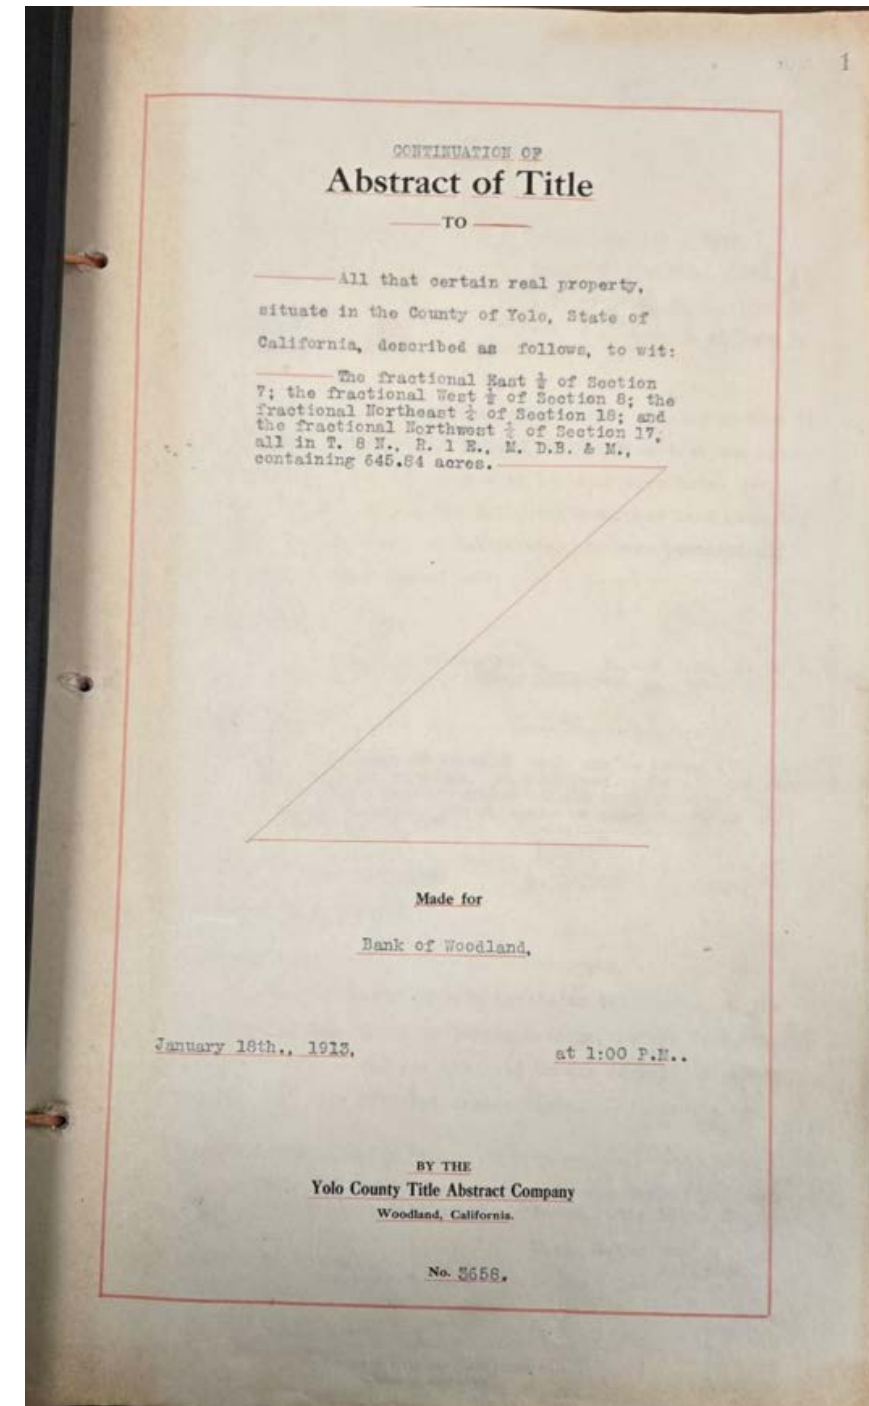 1
CONTINUATION OF
Abstract of Title
TO
All that certain real property,
situate in the County of Yolo, State of
California, described as follows, to wit:
The fractional East ½ of Section
7; the fractional West ½ of Section 8; the
fractional Northeast ¼ of Section 18; and
the fractional Northwest ¼ of Section 17,
all in T. 8 N., R. 1 E., M. D.B. & M.,
containing 645.84 acres.
Made for
Bank of Woodland,
January 18th., 1913,
at 1:00 P.M..
BY THE
Yolo County Title Abstract Company
Woodland, California.
No. 3658.